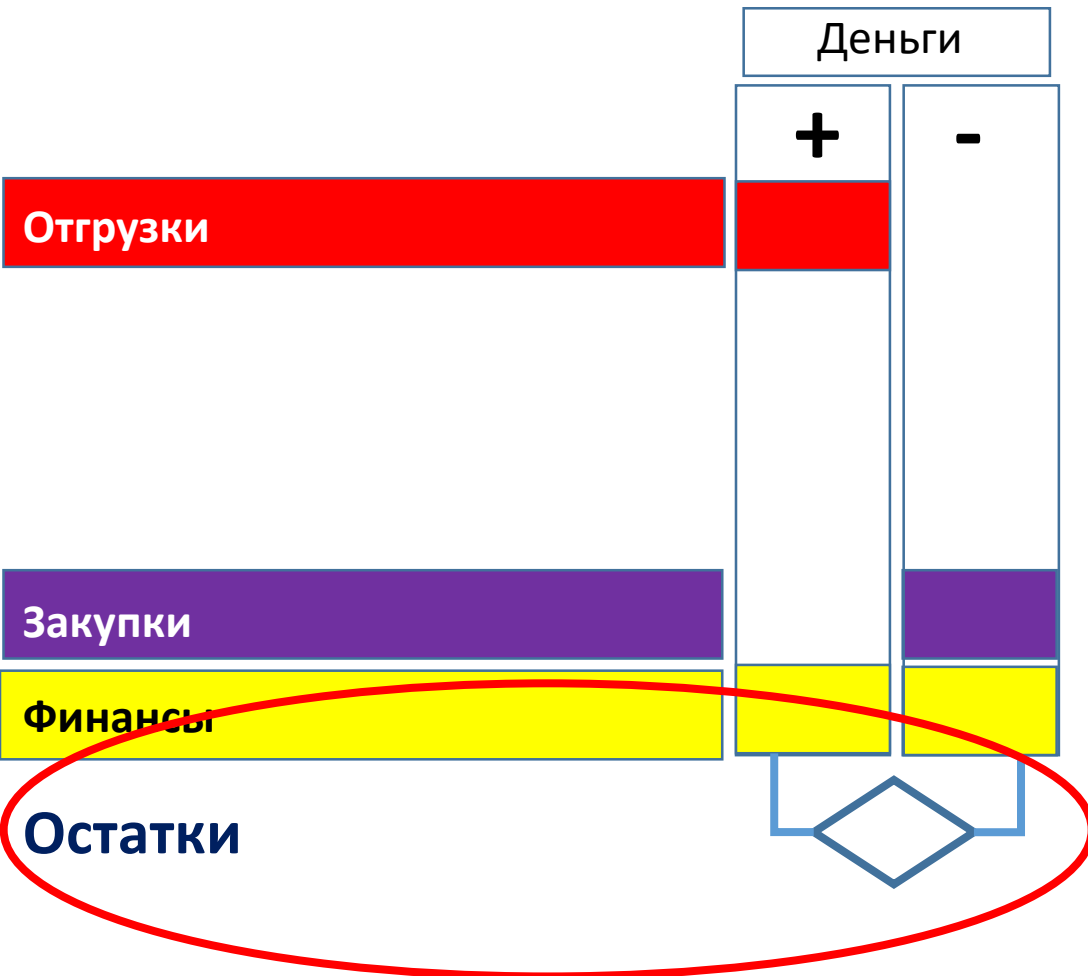 Деньги
+ -
Отгрузки
Закупки
Финансы
Остатки